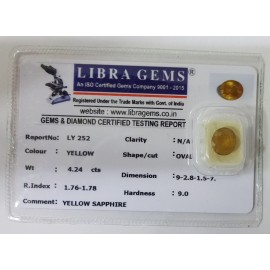 LIBRA GEMS
An ISO Certified Gems Company 9001 - 2015
Registered Under the Trade Marks with Govt. of India
website : www.libragems.co.in
GEMS & DIAMOND CERTIFIED TESTING REPORT
ReportNo: LY 252 Clarity : N/A
Colour : YELLOW Shape/cut : OVAL
Wt : 4.24 cts Dimension : 9-2.8-1.5-7.
R.Index : 1.76-1.78 Hardness : 9.0
Comment : YELLOW SAPPHIRE